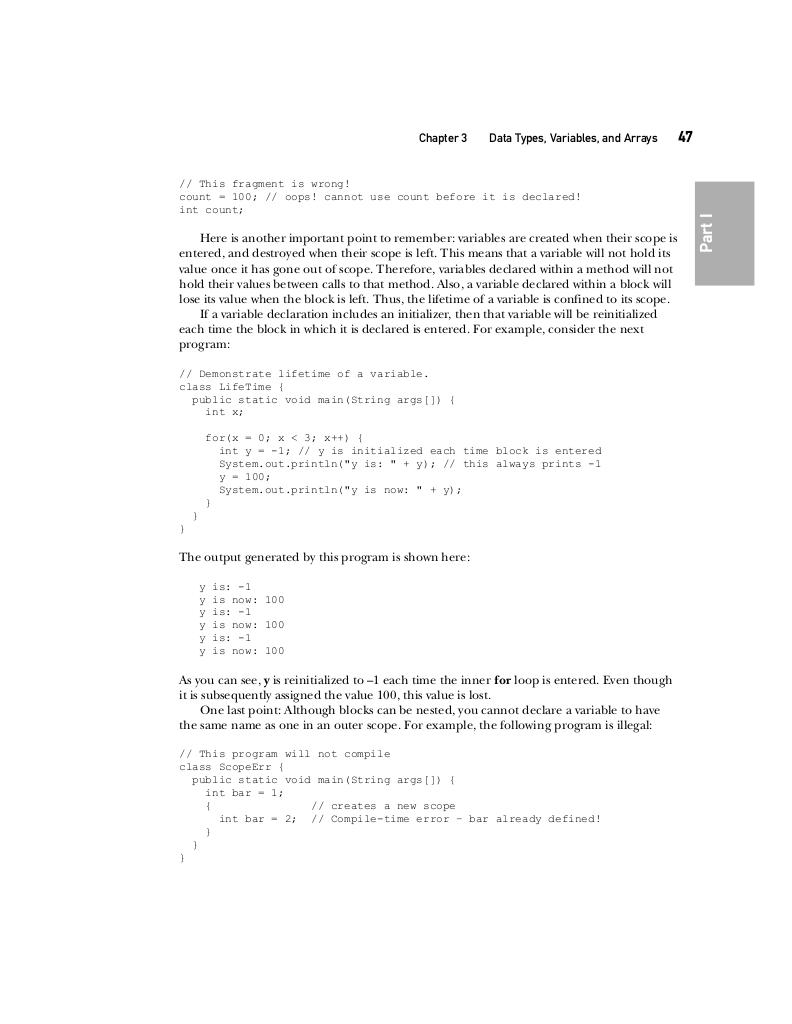 Chapter 3 Data Types, Variables, and Arrays 47
Part I
// This fragment is wrong!
count = 100; // oops! cannot use count before it is declared!
int count;
Here is another important point to remember: variables are created when their scope is
entered, and destroyed when their scope is left. This means that a variable will not hold its
value once it has gone out of scope. Therefore, variables declared within a method will not
hold their values between calls to that method. Also, a variable declared within a block will
lose its value when the block is left. Thus, the lifetime of a variable is confined to its scope.
If a variable declaration includes an initializer, then that variable will be reinitialized
each time the block in which it is declared is entered. For example, consider the next
program:
// Demonstrate lifetime of a variable.
class LifeTime {
public static void main(String args[]) {
int x;
for(x = 0; x < 3; x++) {
int y = -1; // y is initialized each time block is entered
System.out.println("y is: " + y); // this always prints -1
y = 100;
System.out.println("y is now: " + y);
}
}
}
The output generated by this program is shown here:
y is: -1
y is now: 100
y is: -1
y is now: 100
y is: -1
y is now: 100
As you can see, y is reinitialized to –1 each time the inner for loop is entered. Even though
it is subsequently assigned the value 100, this value is lost.
One last point: Although blocks can be nested, you cannot declare a variable to have
the same name as one in an outer scope. For example, the following program is illegal:
// This program will not compile
class ScopeErr {
public static void main(String args[]) {
int bar = 1;
{ // creates a new scope
int bar = 2; // Compile-time error – bar already defined!
}
}
}